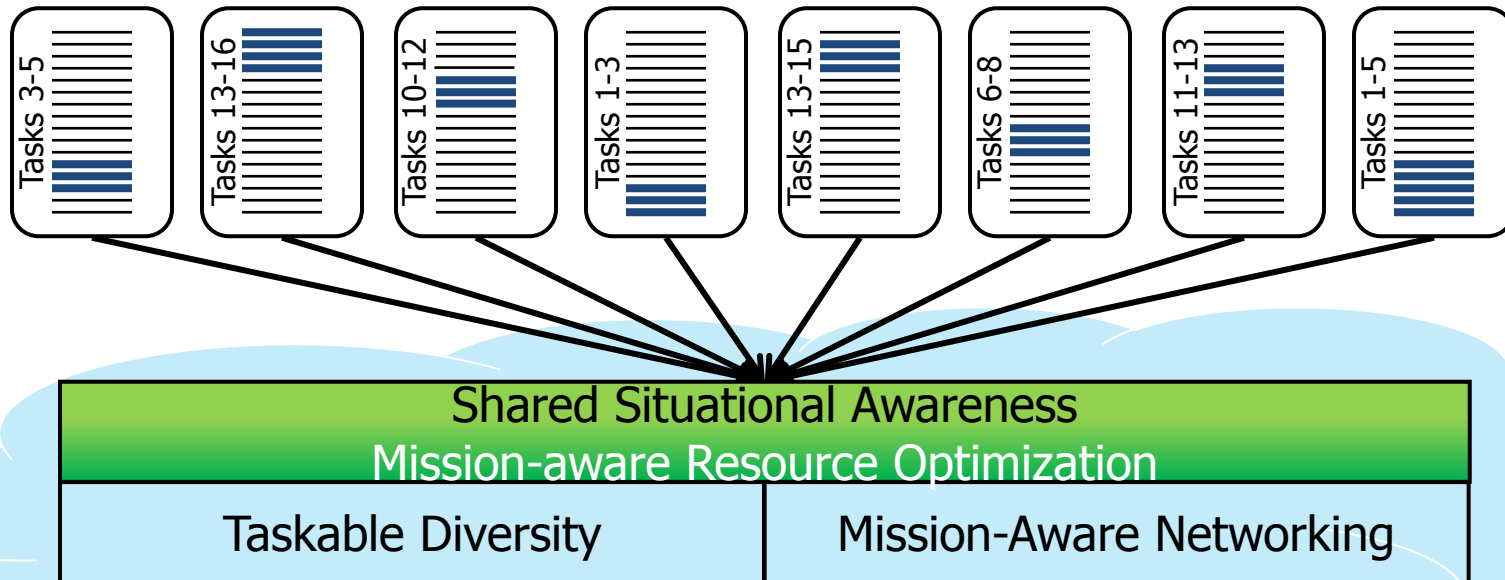 Tasks 3-5
Tasks 13-16
Tasks 10-12
Tasks 1-3
Tasks 13-15
Tasks 6-8
Tasks 11-13
Tasks 1-5
Shared Situational Awareness
Mission-aware Resource Optimization
Taskable Diversity
Mission-Aware Networking